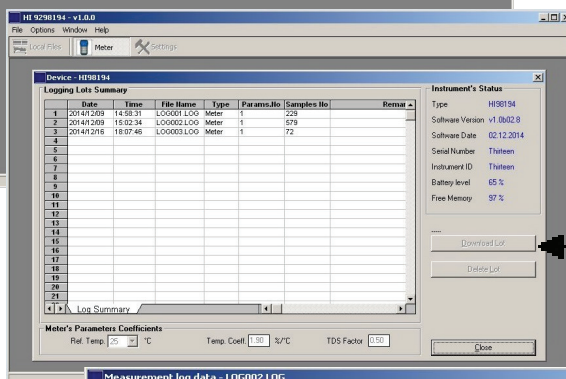 HI 9298194 - v1.0.0
File Options Window Help
Local Files Meter Settings
Device - HI98194
Logging Lots Summary
Date Time File Name Type Params.No Samples No Remar
1 2014/12/09 14:58:31 LOG001.LOG Meter 1 229
2 2014/12/09 15:02:34 LOG002.LOG Meter 1 579
3 2014/12/16 18:07:46 LOG003.LOG Meter 1 72
4
5
6
7
8
9
10
11
12
13
14
15
16
17
18
19
20
21
Log Summary
Instrument's Status
Type HI98194
Software Version v1.0b02.8
Software Date 02.12.2014
Serial Number Thirteen
Instrument ID Thirteen
Battery level 65 %
Free Memory 97 %
Download Lot
Delete Lot
Meter's Parameters Coefficients
Ref. Temp. 25 °C Temp. Coeff. 1.90 %/°C TDS Factor 0.50
Close
Measurement log data - LOG002.LOG